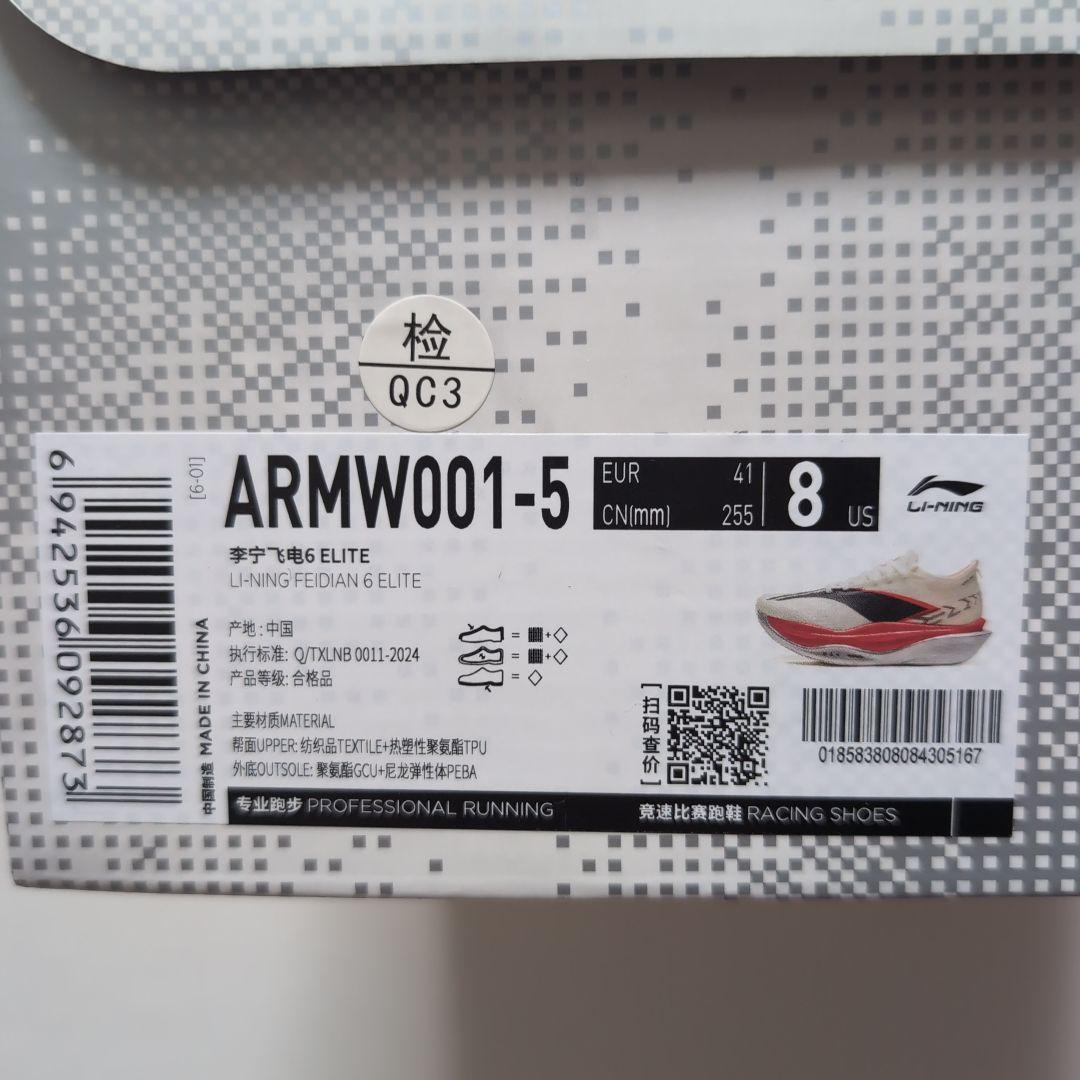 检
QC3
6942536092873
[6-01]
中国制造 MADE IN CHINA
ARMW001-5
EUR 41
CN(mm) 255
8 US
LI-NING
李宁飞电6 ELITE
LI-NING FEIDIAN 6 ELITE
产地:中国
执行标准: Q/TXLNB 0011-2024
产品等级:合格品
主要材质MATERIAL
帮面UPPER: 纺织品TEXTILE+热塑性聚氨酯TPU
外底OUTSOLE: 聚氨酯GCU+尼龙弹性体PEBA
[扫码查价]
018583808084305167
专业跑步 PROFESSIONAL RUNNING
竞速比赛跑鞋 RACING SHOES